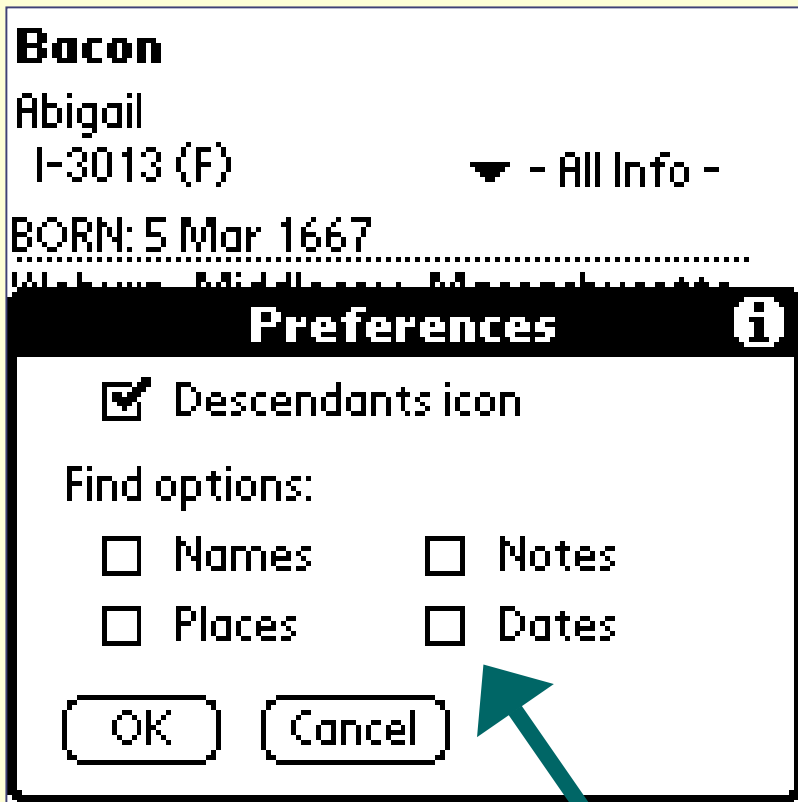 Bacon
Abigail
I-3013 (F) - All Info -
BORN: 5 Mar 1667
Preferences i
Descendants icon
Find options:
Names Notes
Places Dates
OK Cancel